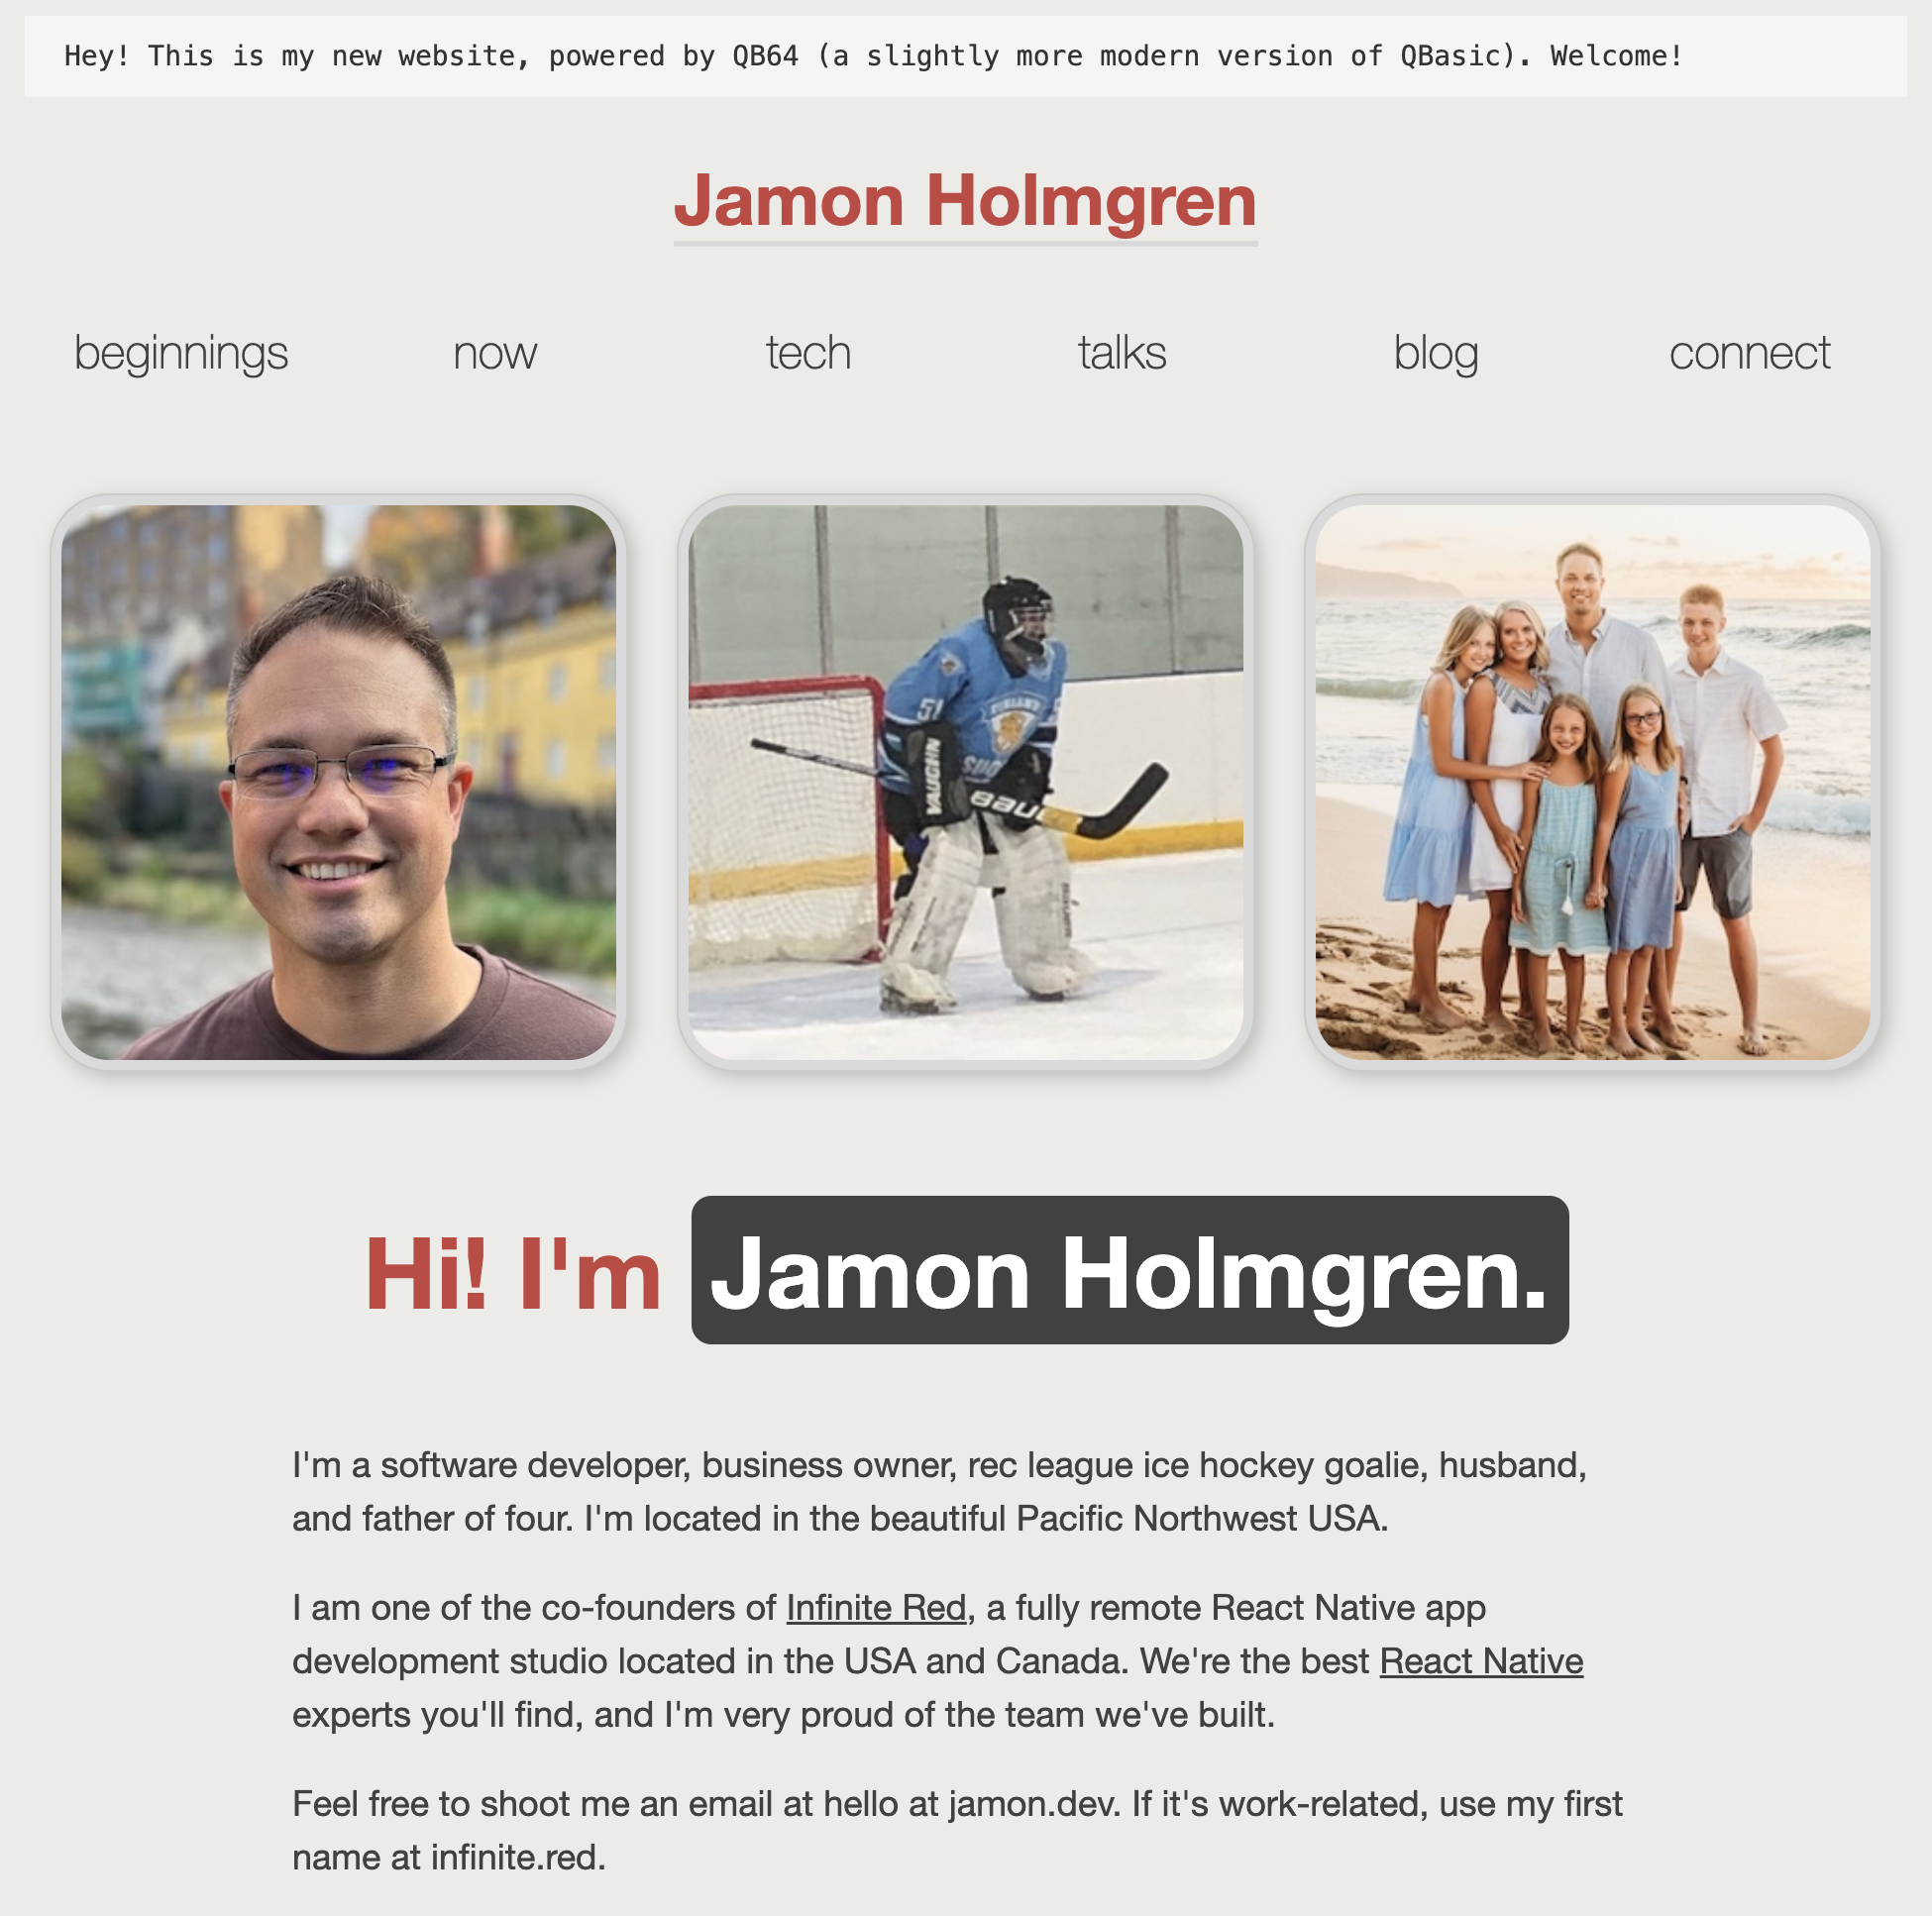 Hey! This is my new website, powered by QB64 (a slightly more modern version of QBasic). Welcome!
Jamon Holmgren
beginnings now tech talks blog connect
51
VAUGHN
BAU
Hi! I'm Jamon Holmgren.
I'm a software developer, business owner, rec league ice hockey goalie, husband,
and father of four. I'm located in the beautiful Pacific Northwest USA.
I am one of the co-founders of Infinite Red, a fully remote React Native app
development studio located in the USA and Canada. We're the best React Native
experts you'll find, and I'm very proud of the team we've built.
Feel free to shoot me an email at hello at jamon.dev. If it's work-related, use my first
name at infinite.red.